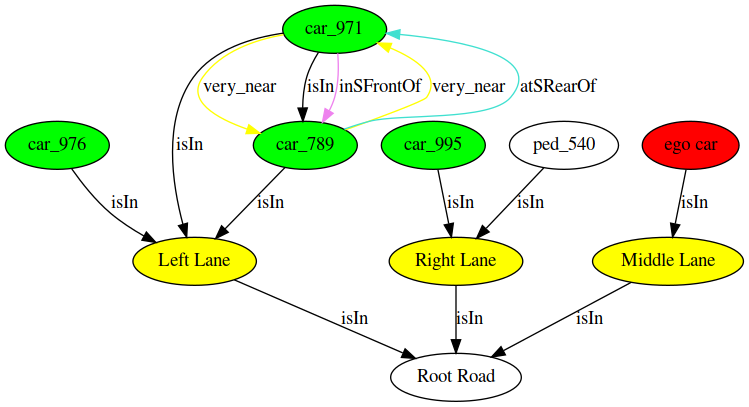 car_971
very_near
isIn
inSFrontOf
very_near
atSRearOf
car_976
isIn
car_789
car_995
ped_540
ego car
isIn
isIn
isIn
isIn
isIn
Left Lane
Right Lane
Middle Lane
isIn
isIn
isIn
Root Road